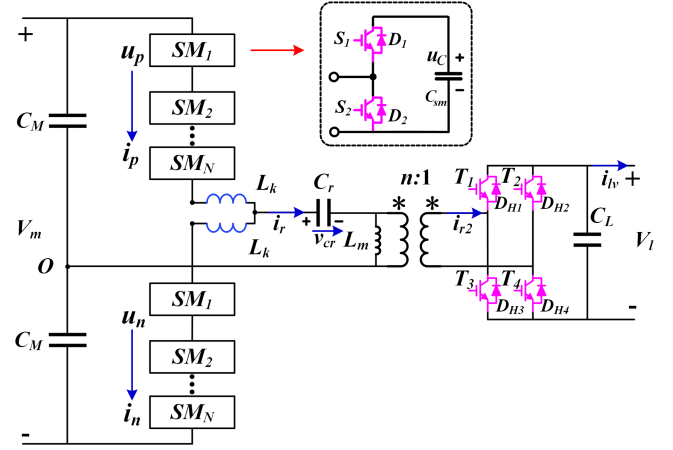 +
u_p
SM_1
S_1
D_1
u_C
+
C_sm
-
S_2
D_2
C_M
SM_2
i_p
SM_N
L_k
C_r
n:1
T_1
T_2
i_lv
+
D_H1
D_H2
*
*
V_m
i_r
+
-
v_cr
L_m
i_r2
C_L
V_l
L_k
O
T_3
T_4
SM_1
D_H3
D_H4
-
u_n
C_M
SM_2
i_n
SM_N
-